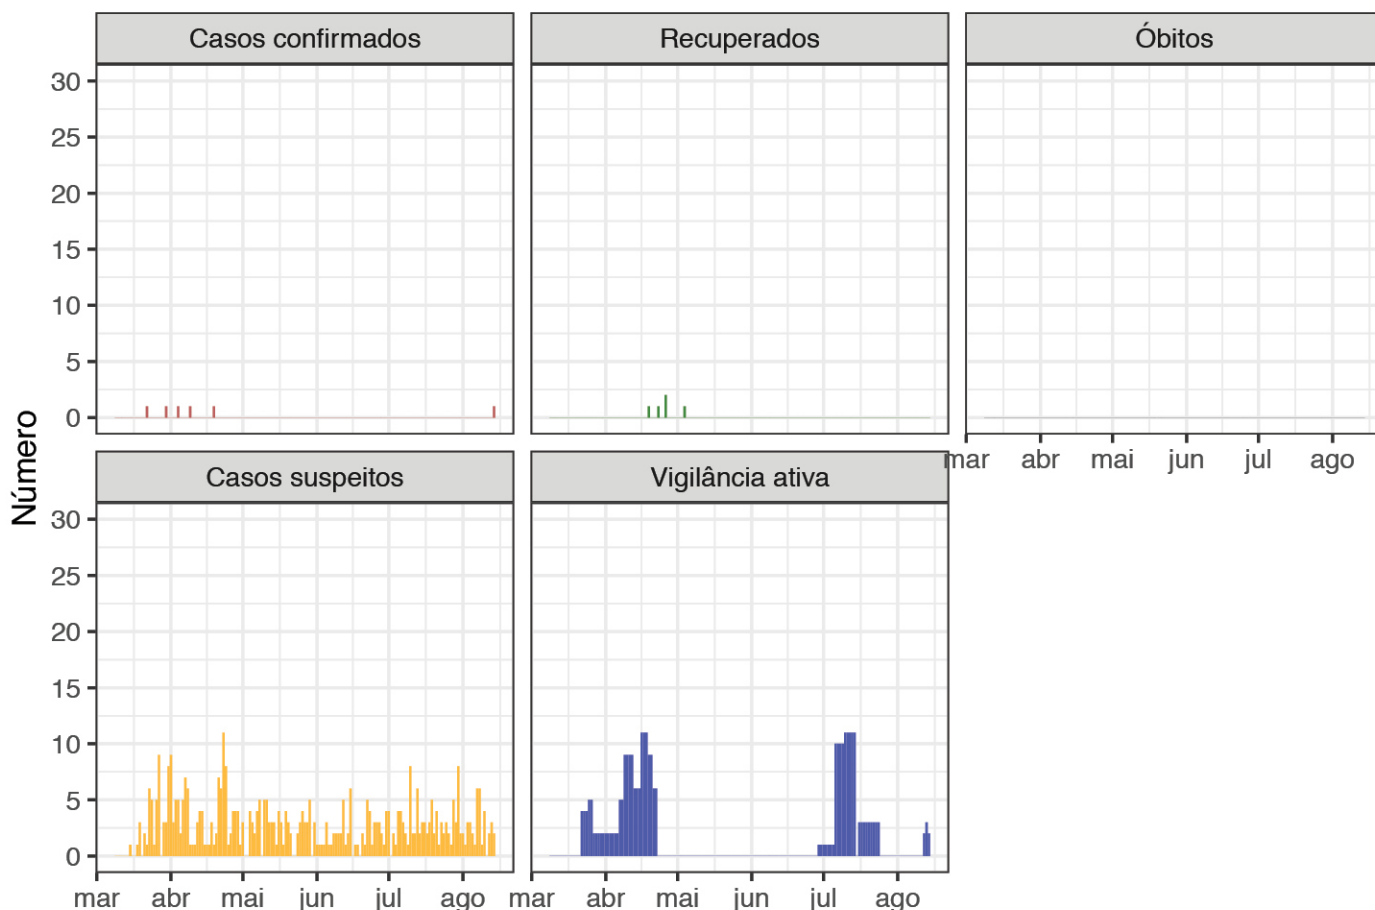 Casos confirmados Recuperados Óbitos
30
25
20
15
10
5
0
mar abr mai jun jul ago
Número
Casos suspeitos Vigilância ativa
30
25
20
15
10
5
0
mar abr mai jun jul ago mar abr mai jun jul ago